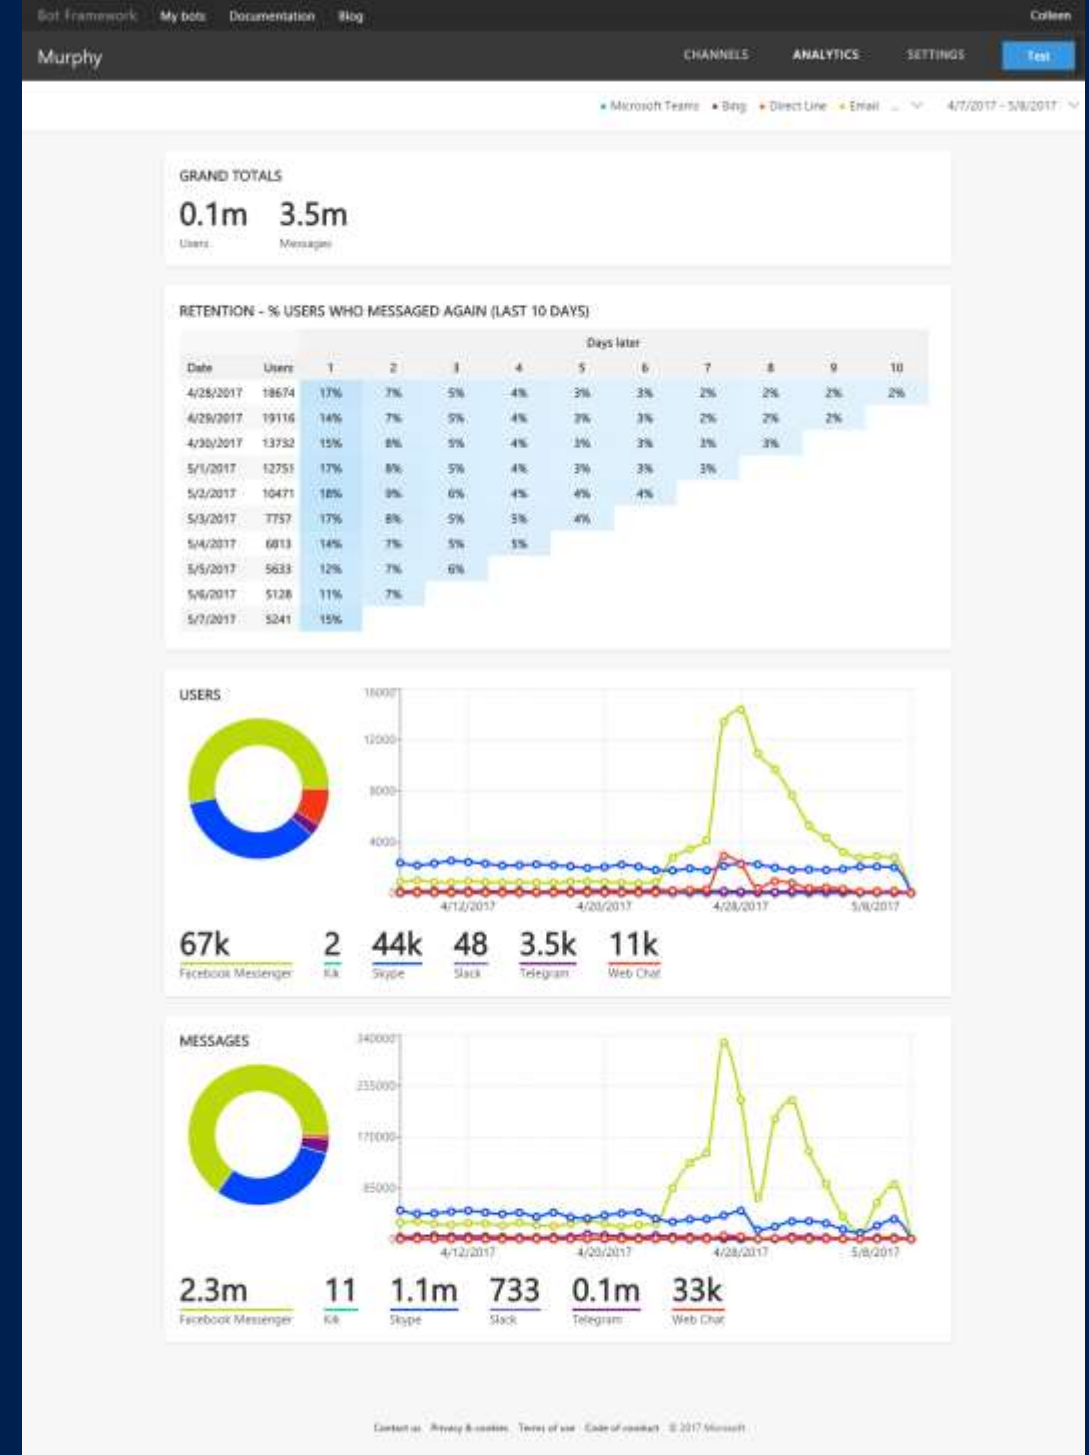 Bot Framework My bots Documentation Blog Colleen
Murphy CHANNELS ANALYTICS SETTINGS Test
Microsoft Teams Bing Direct Line Email ... 4/7/2017 - 5/8/2017
GRAND TOTALS
0.1m 3.5m
Users Messages
RETENTION - % USERS WHO MESSAGED AGAIN (LAST 10 DAYS)
Days later
Date Users 1 2 3 4 5 6 7 8 9 10
4/28/2017 18674 17% 7% 5% 4% 3% 3% 2% 2% 2% 2%
4/29/2017 19116 14% 7% 5% 4% 3% 3% 2% 2% 2%
4/30/2017 13732 15% 8% 5% 4% 3% 3% 3% 3%
5/1/2017 12751 17% 8% 5% 4% 3% 3% 3%
5/2/2017 10471 18% 9% 6% 4% 4% 4%
5/3/2017 7757 17% 8% 5% 5% 4%
5/4/2017 6813 14% 7% 5% 5%
5/5/2017 5633 12% 7% 6%
5/6/2017 5128 11% 7%
5/7/2017 5241 15%
USERS
16000
12000
8000
4000
4/12/2017 4/20/2017 4/28/2017 5/8/2017
67k 2 44k 48 3.5k 11k
Facebook Messenger Kik Skype Slack Telegram Web Chat
MESSAGES
340000
255000
170000
85000
4/12/2017 4/20/2017 4/28/2017 5/8/2017
2.3m 11 1.1m 733 0.1m 33k
Facebook Messenger Kik Skype Slack Telegram Web Chat
Contact us Privacy & cookies Terms of use Code of conduct © 2017 Microsoft